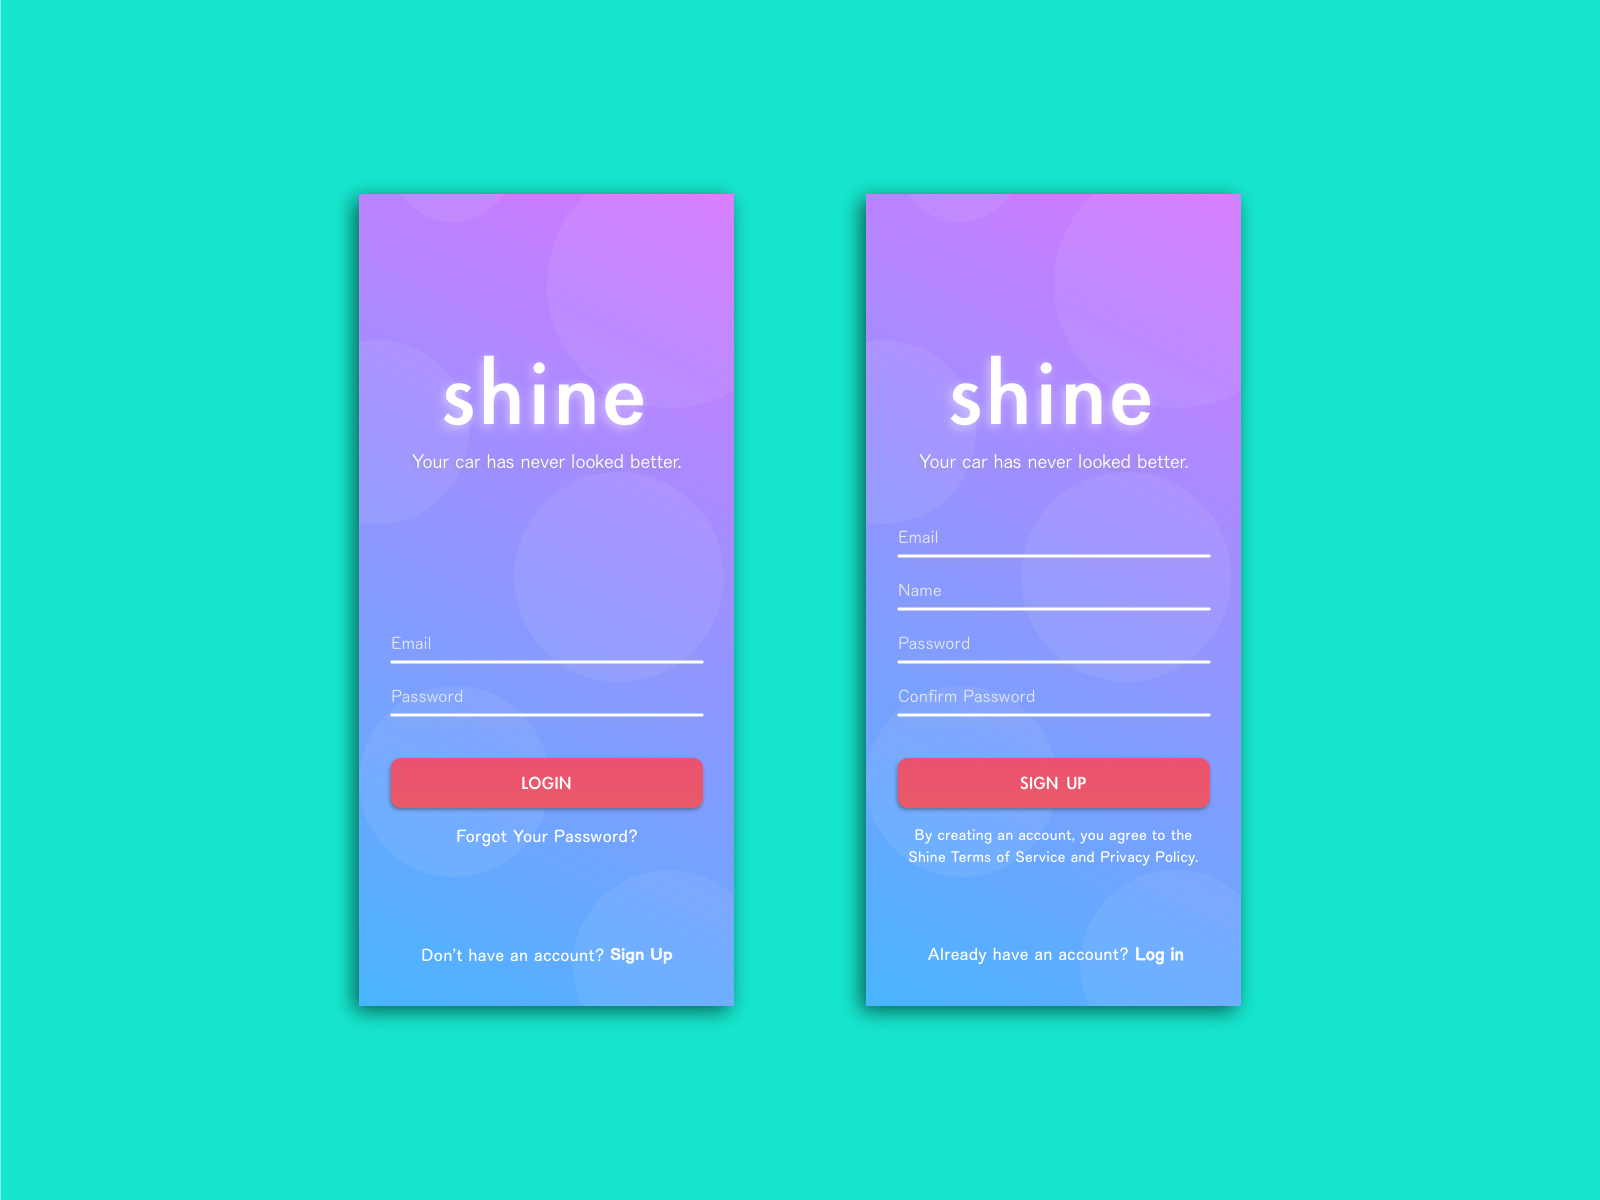 shine
Your car has never looked better.
Email
Password
LOGIN
Forgot Your Password?
Don't have an account? Sign Up
shine
Your car has never looked better.
Email
Name
Password
Confirm Password
SIGN UP
By creating an account, you agree to the
Shine Terms of Service and Privacy Policy.
Already have an account? Log in